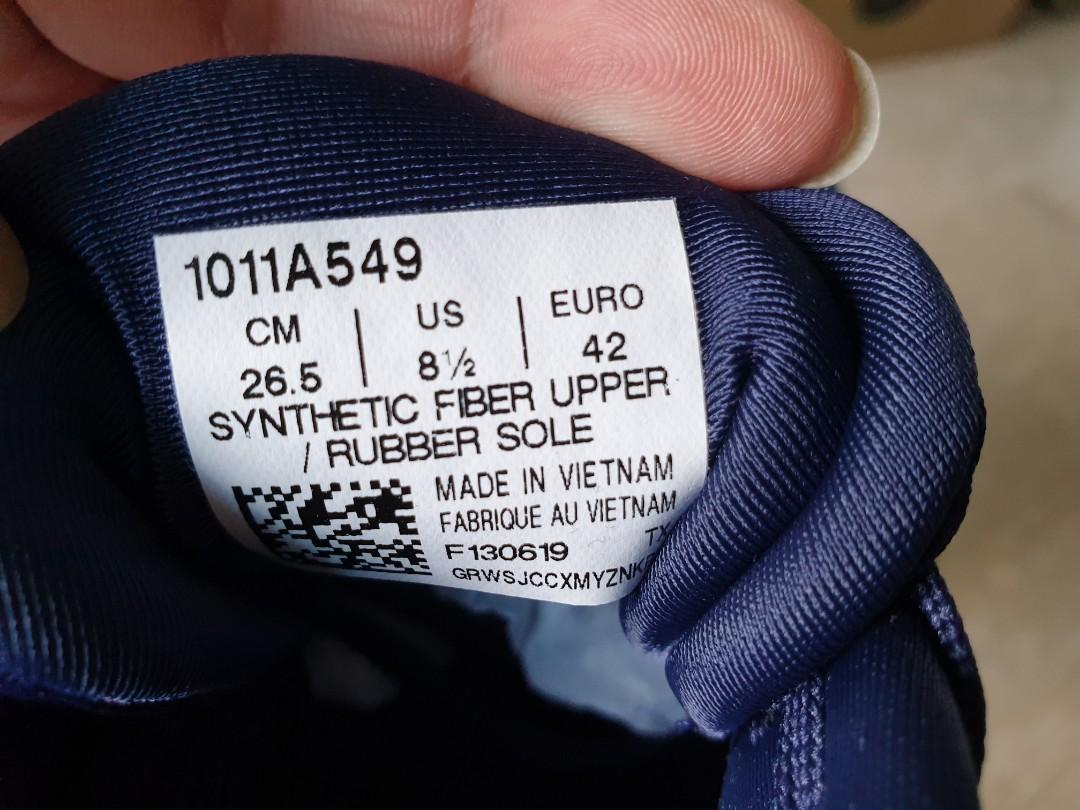 1011A549
CM | US | EURO
26.5 | 8½ | 42
SYNTHETIC FIBER UPPER
/ RUBBER SOLE
MADE IN VIETNAM
FABRIQUE AU VIETNAM
F130619